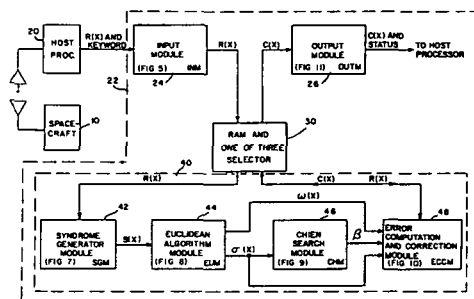 20
HOST
PROC.
R(X) AND
KEYWORD
22
INPUT
MODULE
(FIG 5) INM
24
R(X)
C(X)
OUTPUT
MODULE
(FIG 11) OUTM
26
C(X) AND
STATUS
TO HOST
PROCESSOR
SPACE-
CRAFT
10
RAM AND
ONE OF THREE
SELECTOR
30
40
R(X)
C(X) R(X)
42
SYNDROME
GENERATOR
MODULE
(FIG 7) SGM
S(X)
44
EUCLIDEAN
ALGORITHM
MODULE
(FIG 8) EUM
ω(X)
σ (X)
46
CHIEN
SEARCH
MODULE
(FIG 9) CHM
β
48
ERROR
COMPUTATION
AND CORRECTION
MODULE
(FIG 10) ECCM